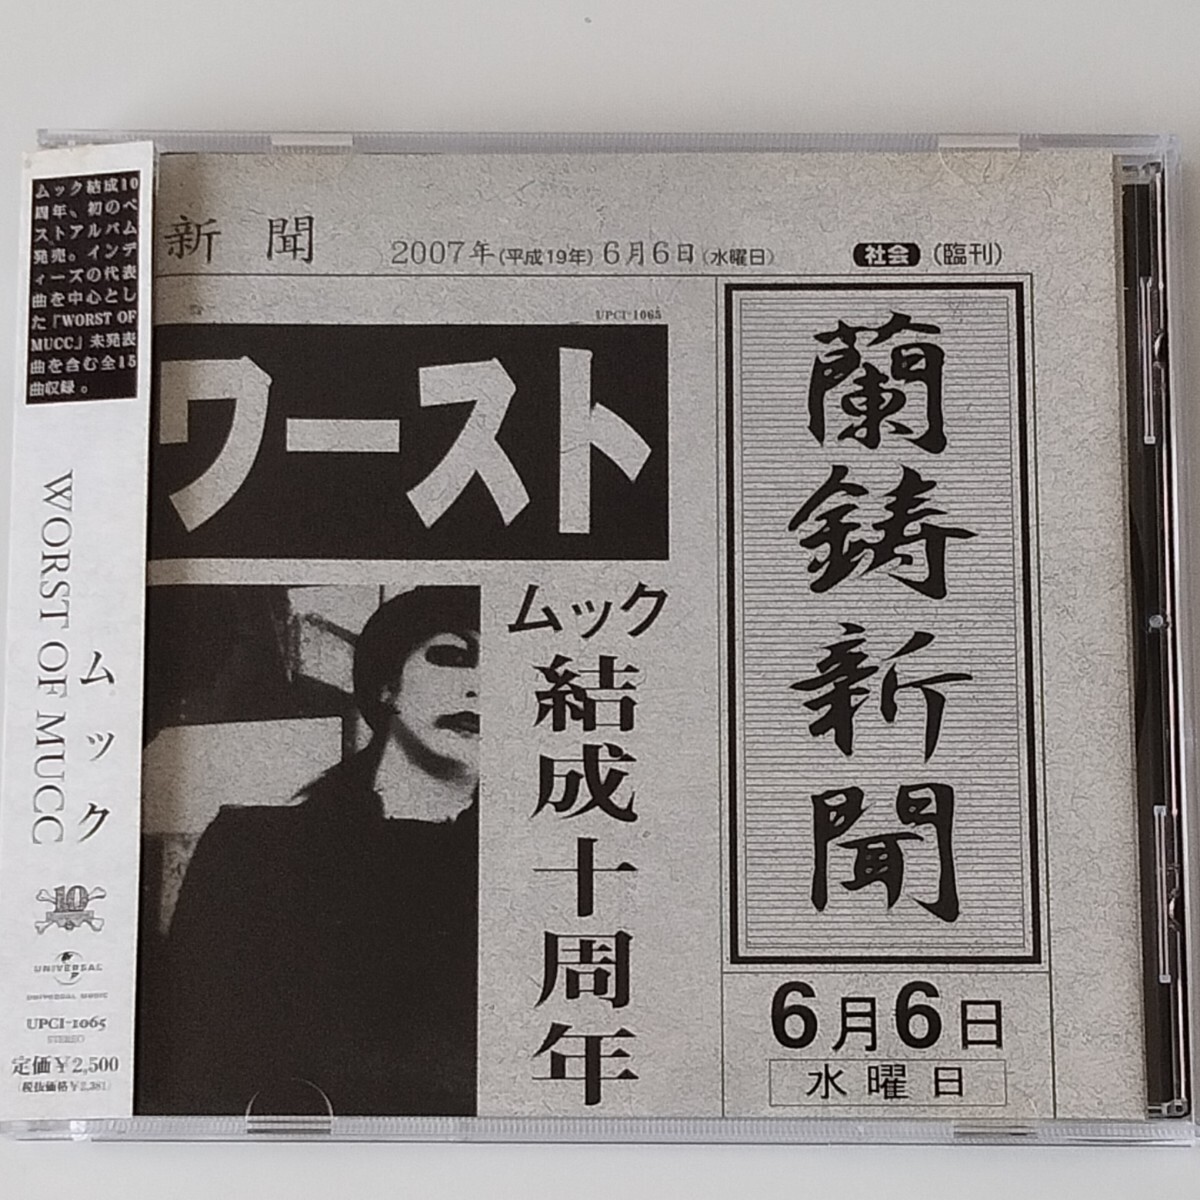 ムック結成10
周年、初のベ
ストアルバム
発売。インデ
ィーズの代表
曲を中心とし
た「WORST OF
MUCC」未発表
曲を含む全15
曲収録。
WORST OF MUCC
ムック
10
UNIVERSAL
UNIVERSAL MUSIC
UPCI-1065
STEREO
定価￥2,500
(税抜価格￥2,381)
新聞
2007年(平成19年)6月6日(水曜日)
社会(臨刊)
UPCI-1065
ワースト
ムック
結成十周年
蘭鋳新聞
6月6日
水曜日